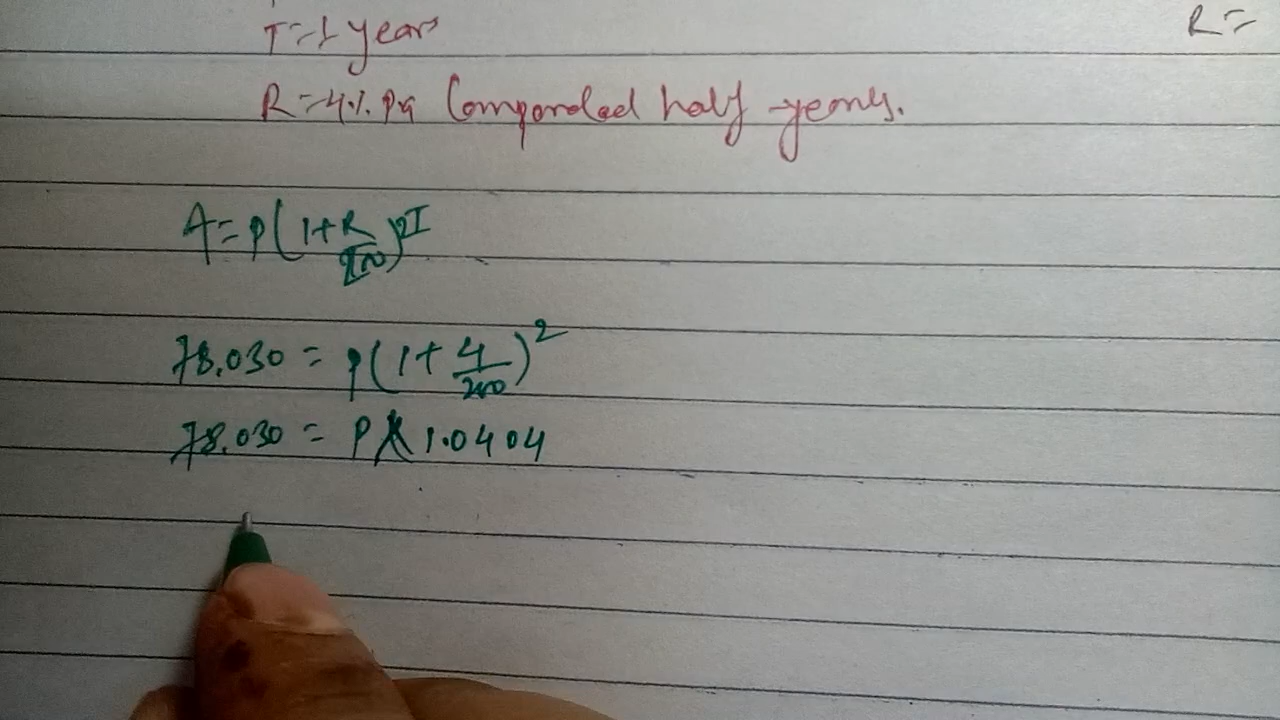 T=1 years
R=
R=4% Pa Compounded half yearly.
A=P(1+R/200)^2T
78,030 = P(1+4/200)^2
78,030 = P X 1.0404